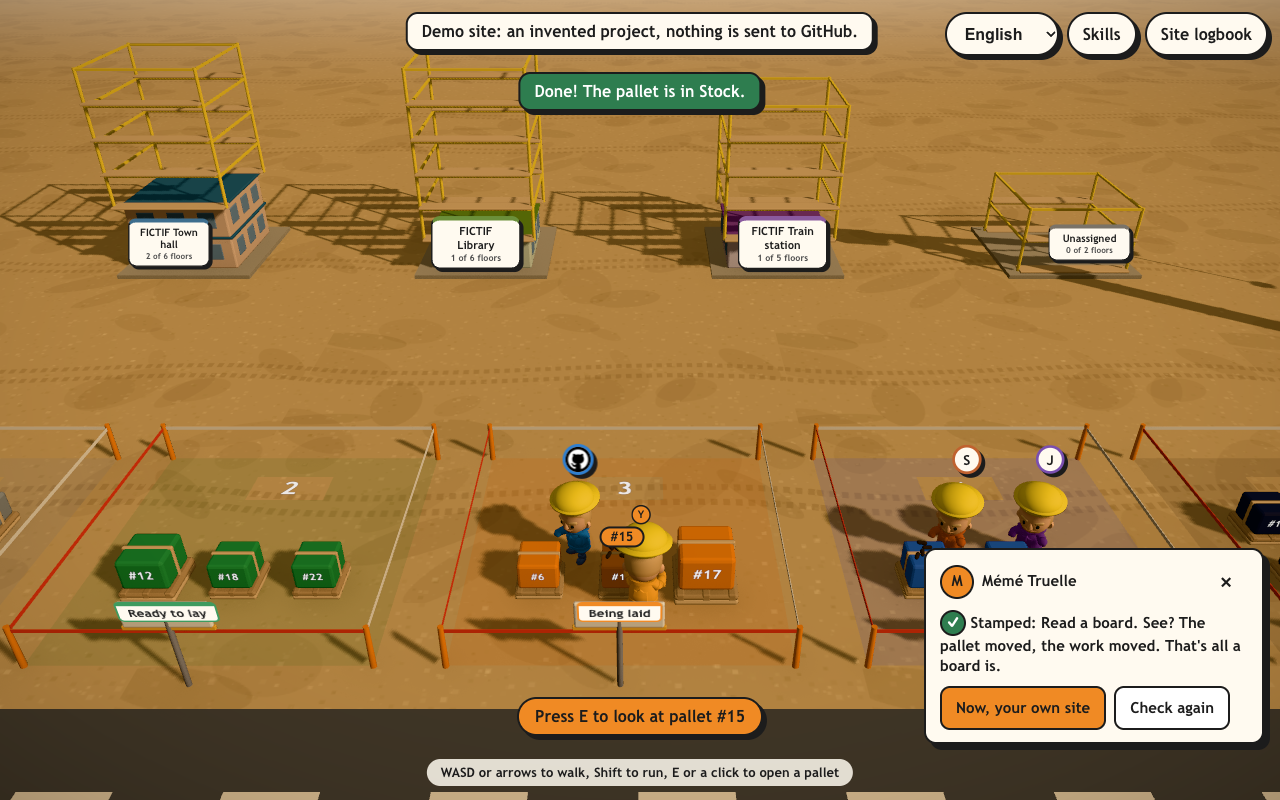 Demo site: an invented project, nothing is sent to GitHub.
English
Skills
Site logbook
Done! The pallet is in Stock.
FICTIF Town
hall
2 of 6 floors
FICTIF
Library
1 of 6 floors
FICTIF Train
station
1 of 5 floors
Unassigned
0 of 2 floors
2
3
S
J
Y
#15
#12
#18
#22
#6
#17
Ready to lay
Being laid
M
Mémé Truelle
×
Stamped: Read a board. See? The
pallet moved, the work moved. That's all a
board is.
Now, your own site
Check again
Press E to look at pallet #15
WASD or arrows to walk, Shift to run, E or a click to open a pallet